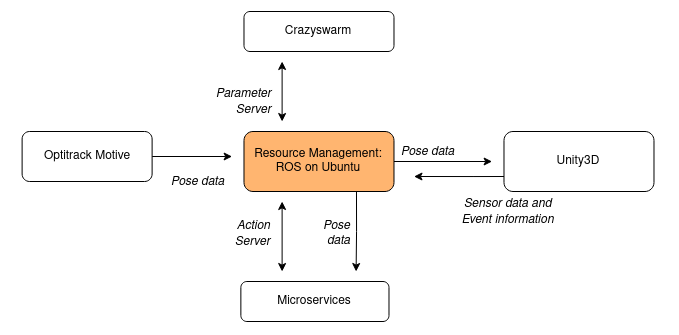 Crazyswarm
Parameter
Server
Optitrack Motive
Pose data
Resource Management:
ROS on Ubuntu
Pose data
Unity3D
Sensor data and
Event information
Action
Server
Pose
data
Microservices